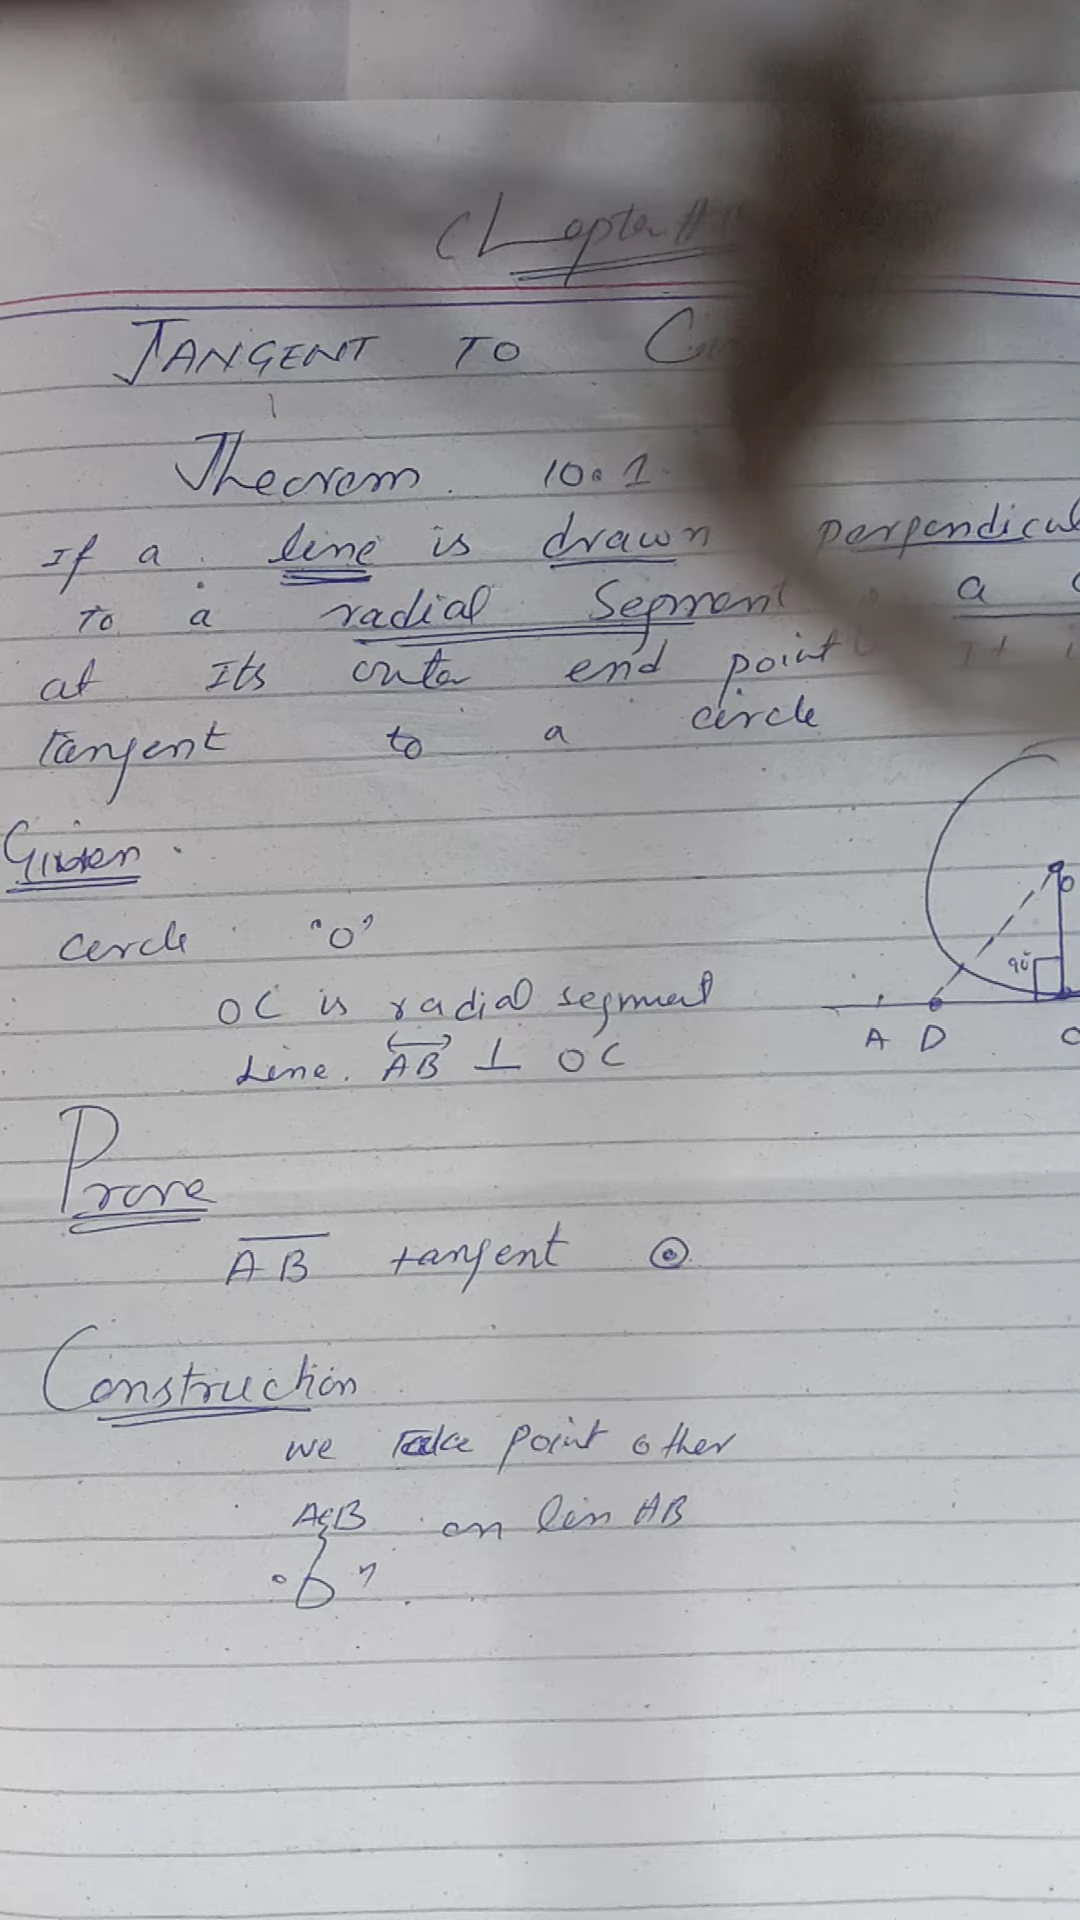 Chapter #
TANGENT TO
Theorem. 10.1
If a line is drawn perpendicul
To a radial Segment a
at Its outer end point It i
tangent to a circle
Given
cercle "O"
OC is radial segment
Line. AB ⊥ OC
O
90
A D C
Prove
AB tangent ⊙
Construction
we Take point other
A&B on lin AB
"D"